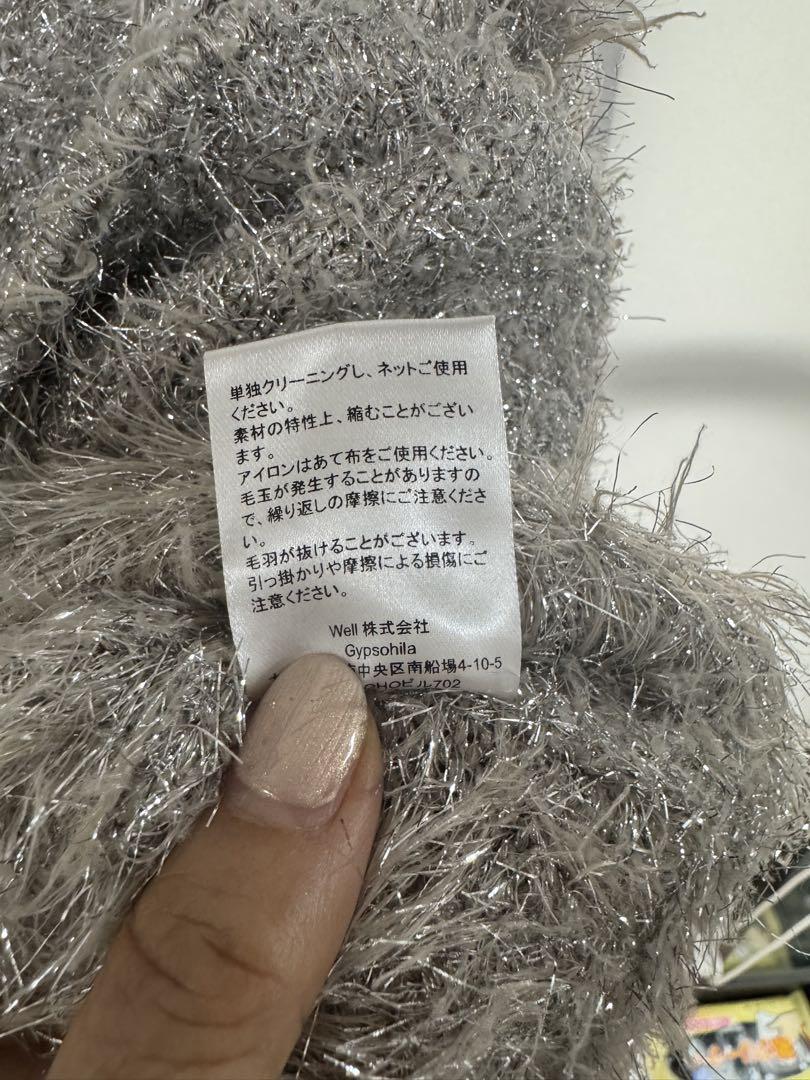 単独クリーニングし、ネットご使用
ください。
素材の特性上、縮むことがござい
ます。
アイロンはあて布をご使用ください。
毛玉が発生することがありますの
で、繰り返しの摩擦にご注意くださ
い。
毛羽が抜けることがございます。
引っ掛かりや摩擦による損傷にご
注意ください。
Well 株式会社
Gypsohila
中央区南船場4-10-5
ビル702